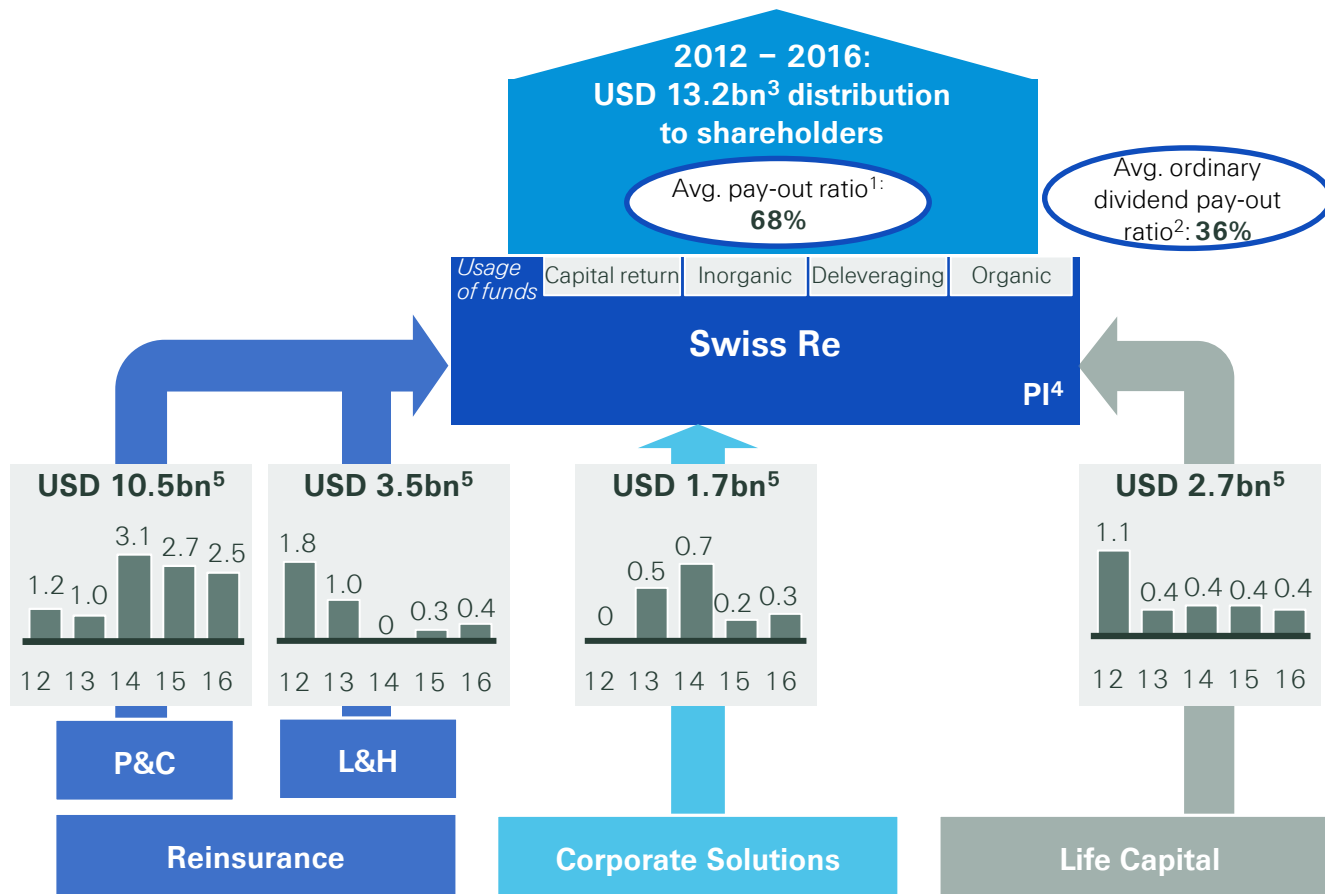 2012 – 2016:
USD 13.2bn³ distribution
to shareholders
Avg. pay-out ratio¹:
68%
Avg. ordinary
dividend pay-out
ratio²: 36%
Usage
of funds
Capital return
Inorganic
Deleveraging
Organic
Swiss Re
PI⁴
USD 10.5bn⁵
1.2 1.0 3.1 2.7 2.5
12 13 14 15 16
USD 3.5bn⁵
1.8 1.0 0 0.3 0.4
12 13 14 15 16
USD 1.7bn⁵
0 0.5 0.7 0.2 0.3
12 13 14 15 16
USD 2.7bn⁵
1.1 0.4 0.4 0.4 0.4
12 13 14 15 16
P&C
L&H
Reinsurance
Corporate Solutions
Life Capital